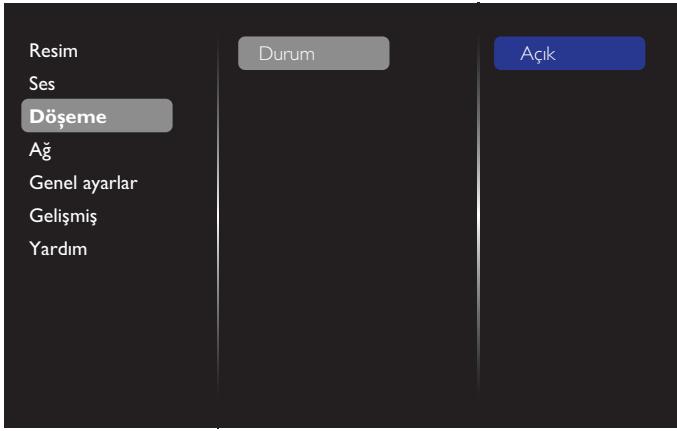 Resim
Ses
Döşeme
Ağ
Genel ayarlar
Gelişmiş
Yardım
Durum
Açık